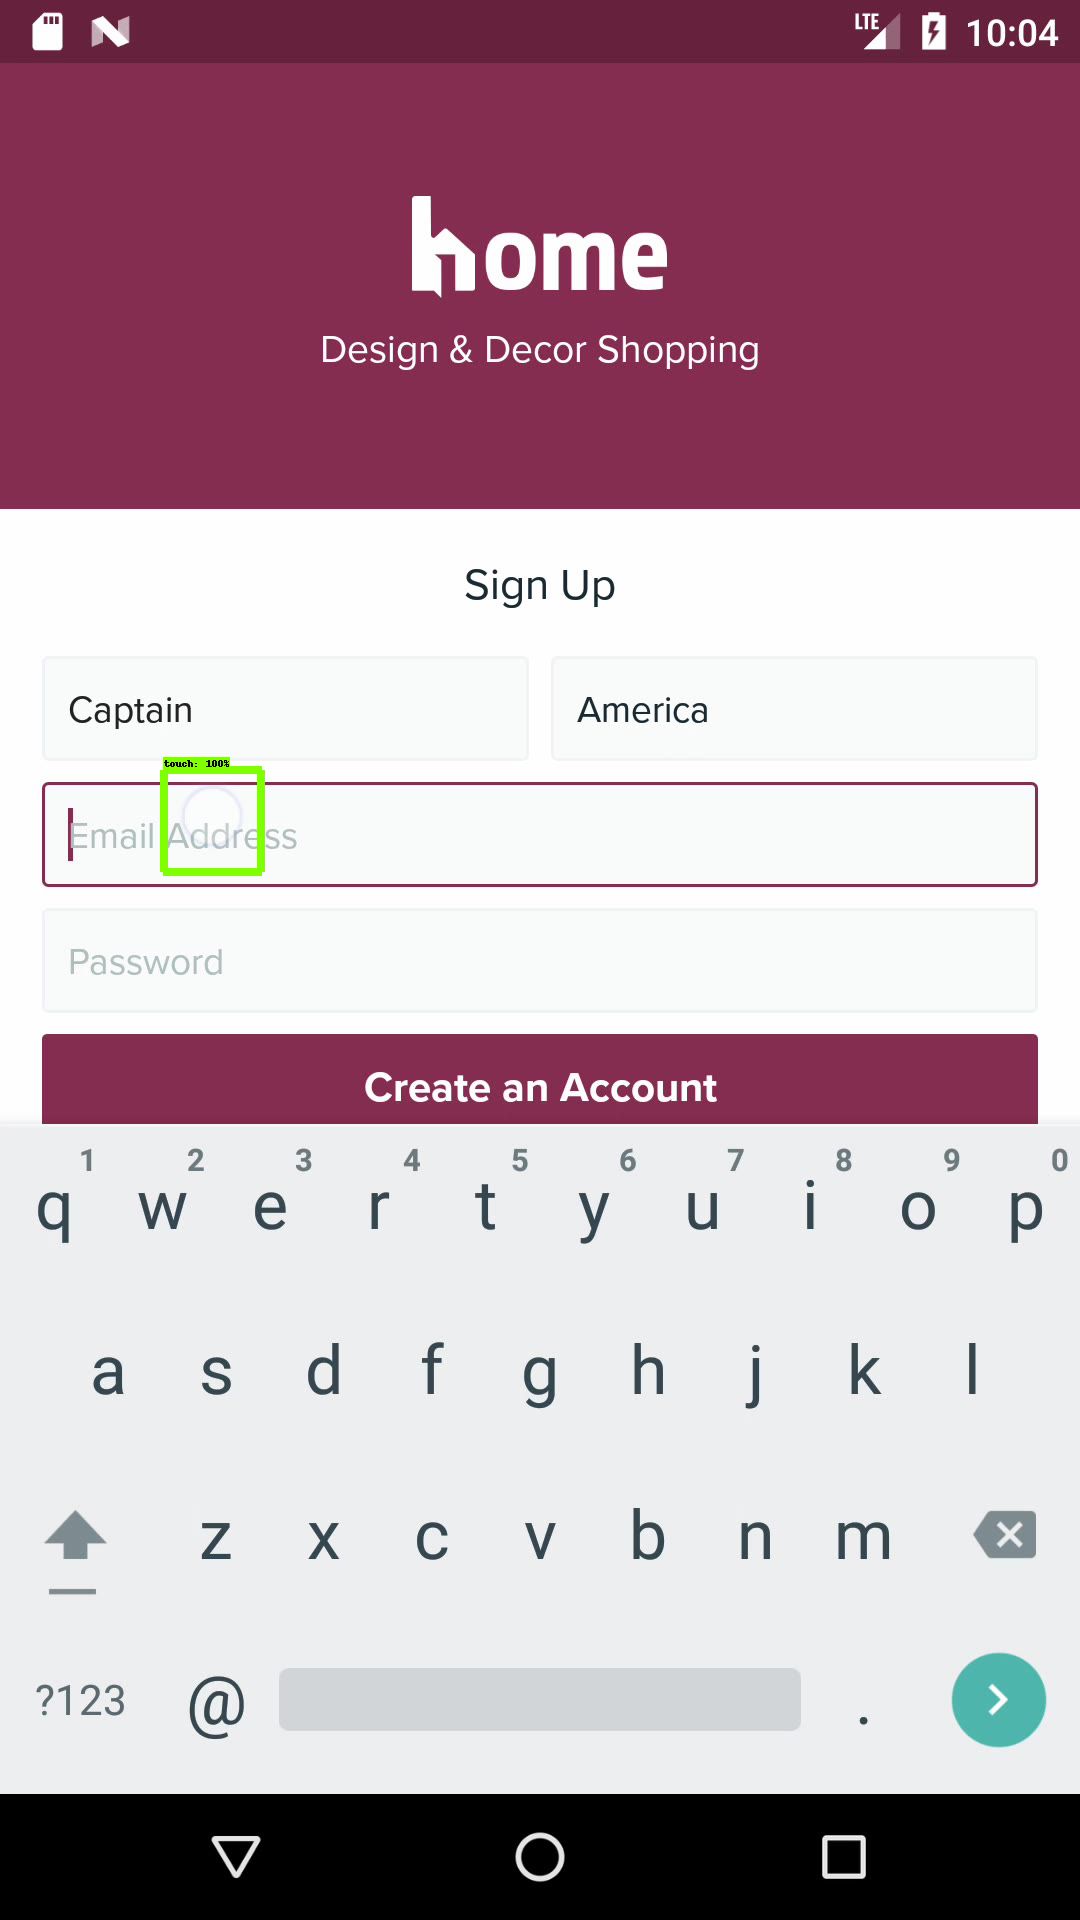 LTE 10:04
home
Design & Decor Shopping
Sign Up
Captain America
touch: 100%
Email Address
Password
Create an Account
1 2 3 4 5 6 7 8 9 0
q w e r t y u i o p
a s d f g h j k l
z x c v b n m
?123 @ .